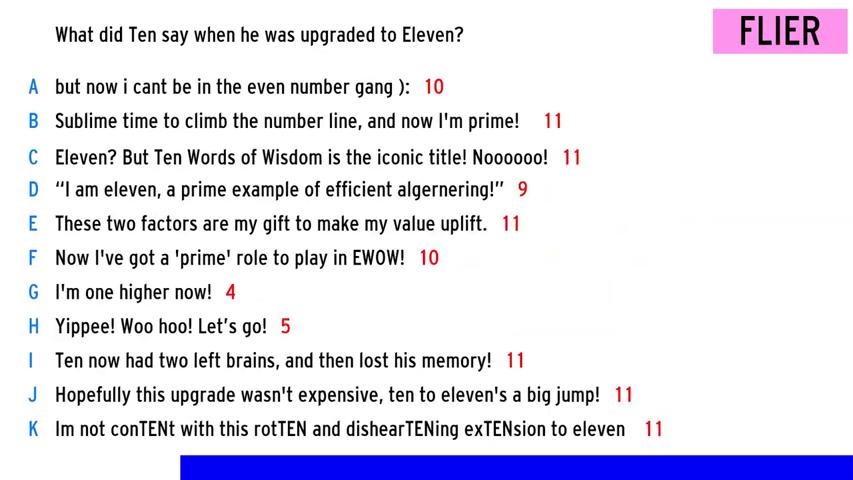 What did Ten say when he was upgraded to Eleven?
FLIER
A but now i cant be in the even number gang ): 10
B Sublime time to climb the number line, and now I'm prime! 11
C Eleven? But Ten Words of Wisdom is the iconic title! Noooooo! 11
D “I am eleven, a prime example of efficient algernering!” 9
E These two factors are my gift to make my value uplift. 11
F Now I've got a 'prime' role to play in EWOW! 10
G I'm one higher now! 4
H Yippee! Woo hoo! Let’s go! 5
I Ten now had two left brains, and then lost his memory! 11
J Hopefully this upgrade wasn't expensive, ten to eleven's a big jump! 11
K Im not conTENt with this rotTEN and dishearTENing exTENsion to eleven 11